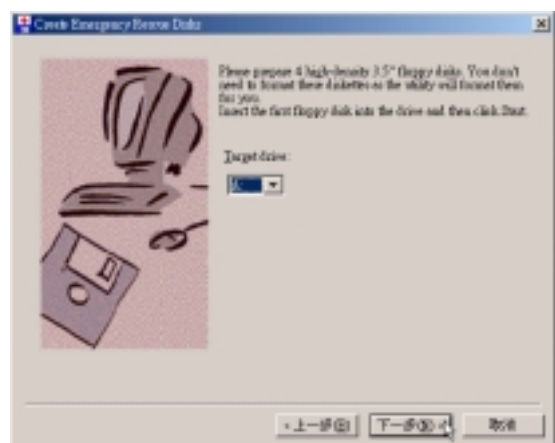 Create Emergency Rescue Disks
Please prepare 4 high-density 3.5" floppy disks. You don't
need to format these diskettes as the utility will format them
for you.
Insert the first floppy disk into the drive and then click Start.
Target drive:
A:
<上一步(B)
下一步(N) >
取消